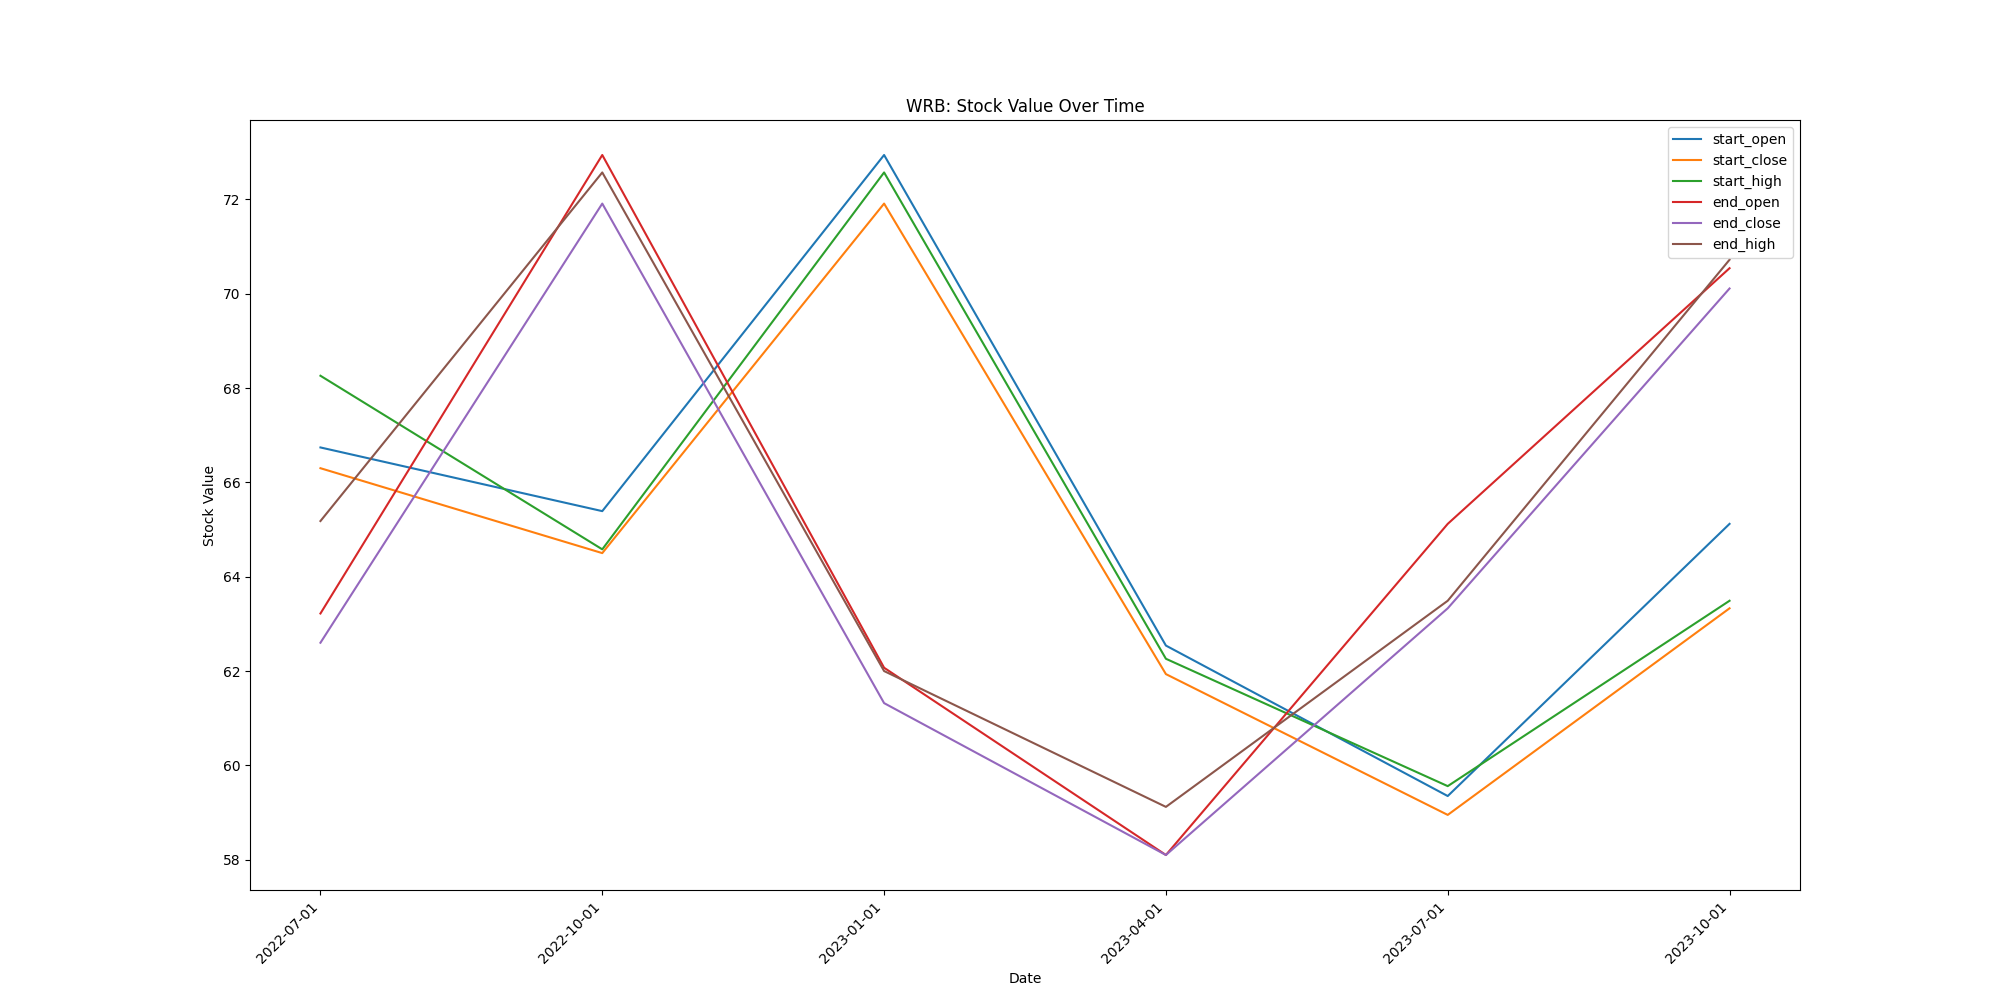 WRB: Stock Value Over Time
start_open
start_close
start_high
end_open
end_close
end_high
Stock Value
72
70
68
66
64
62
60
58
2022-07-01
2022-10-01
2023-01-01
2023-04-01
2023-07-01
2023-10-01
Date